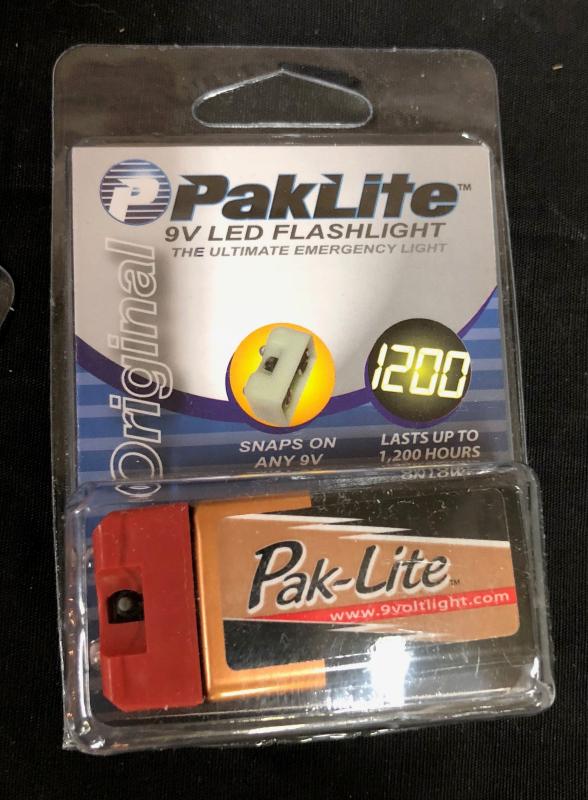 P PakLite™
9V LED FLASHLIGHT
THE ULTIMATE EMERGENCY LIGHT
Original
1200
SNAPS ON
ANY 9V
LASTS UP TO
1,200 HOURS
Pak-Lite™
www.9voltlight.com